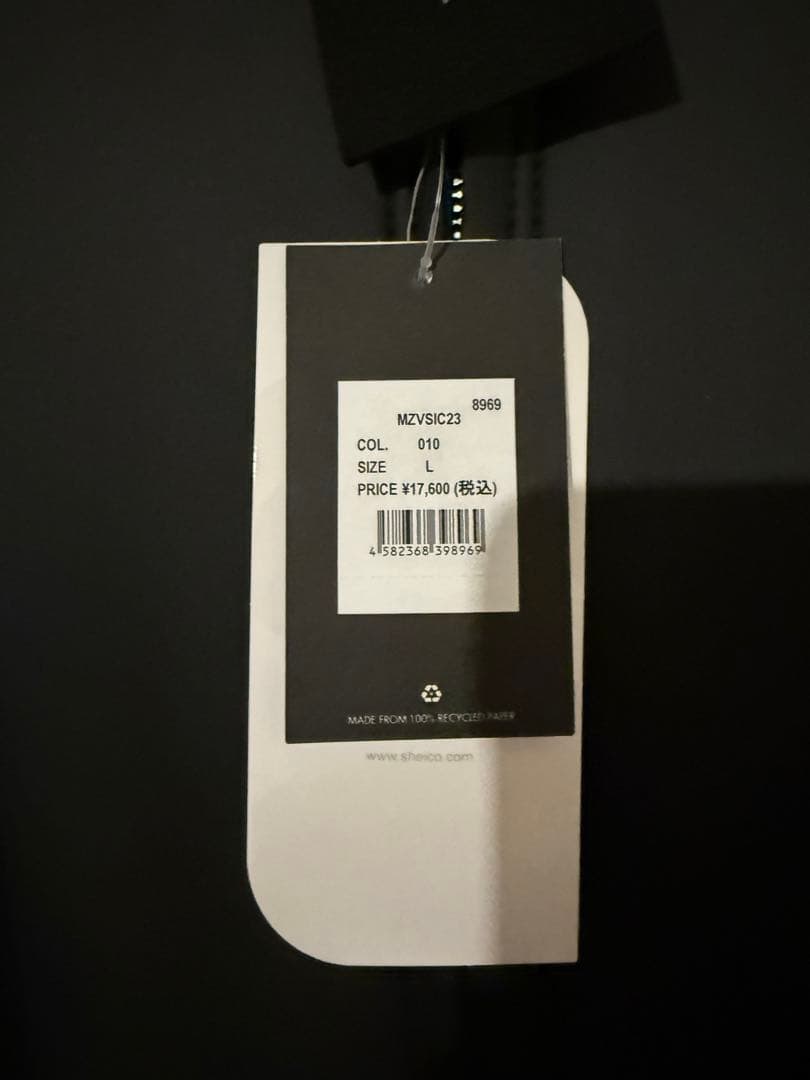 8969
MZVSIC23
COL. 010
SIZE L
PRICE ¥17,600 (税込)
4 582368 398969
MADE FROM 100% RECYCLED PAPER
www.sheico.com